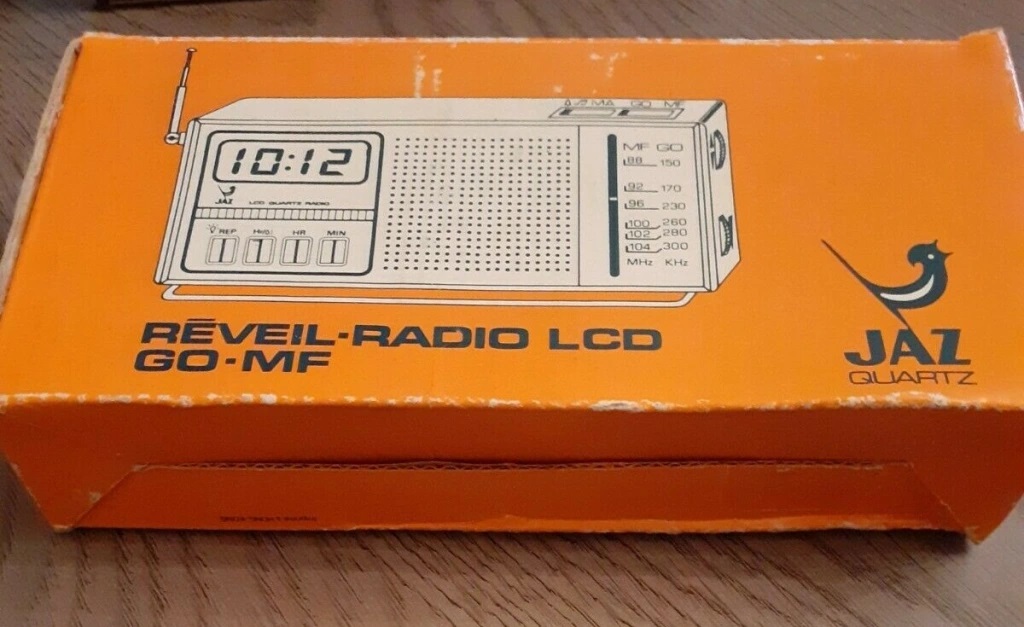 MA GO MF
10:12
JAZ LCD QUARTZ RADIO
REP HR MIN
MF GO
88 150
92 170
96 230
100 260
102 280
104 300
MHz KHz
RĒVEIL-RADIO LCD
GO-MF
JAZ
QUARTZ